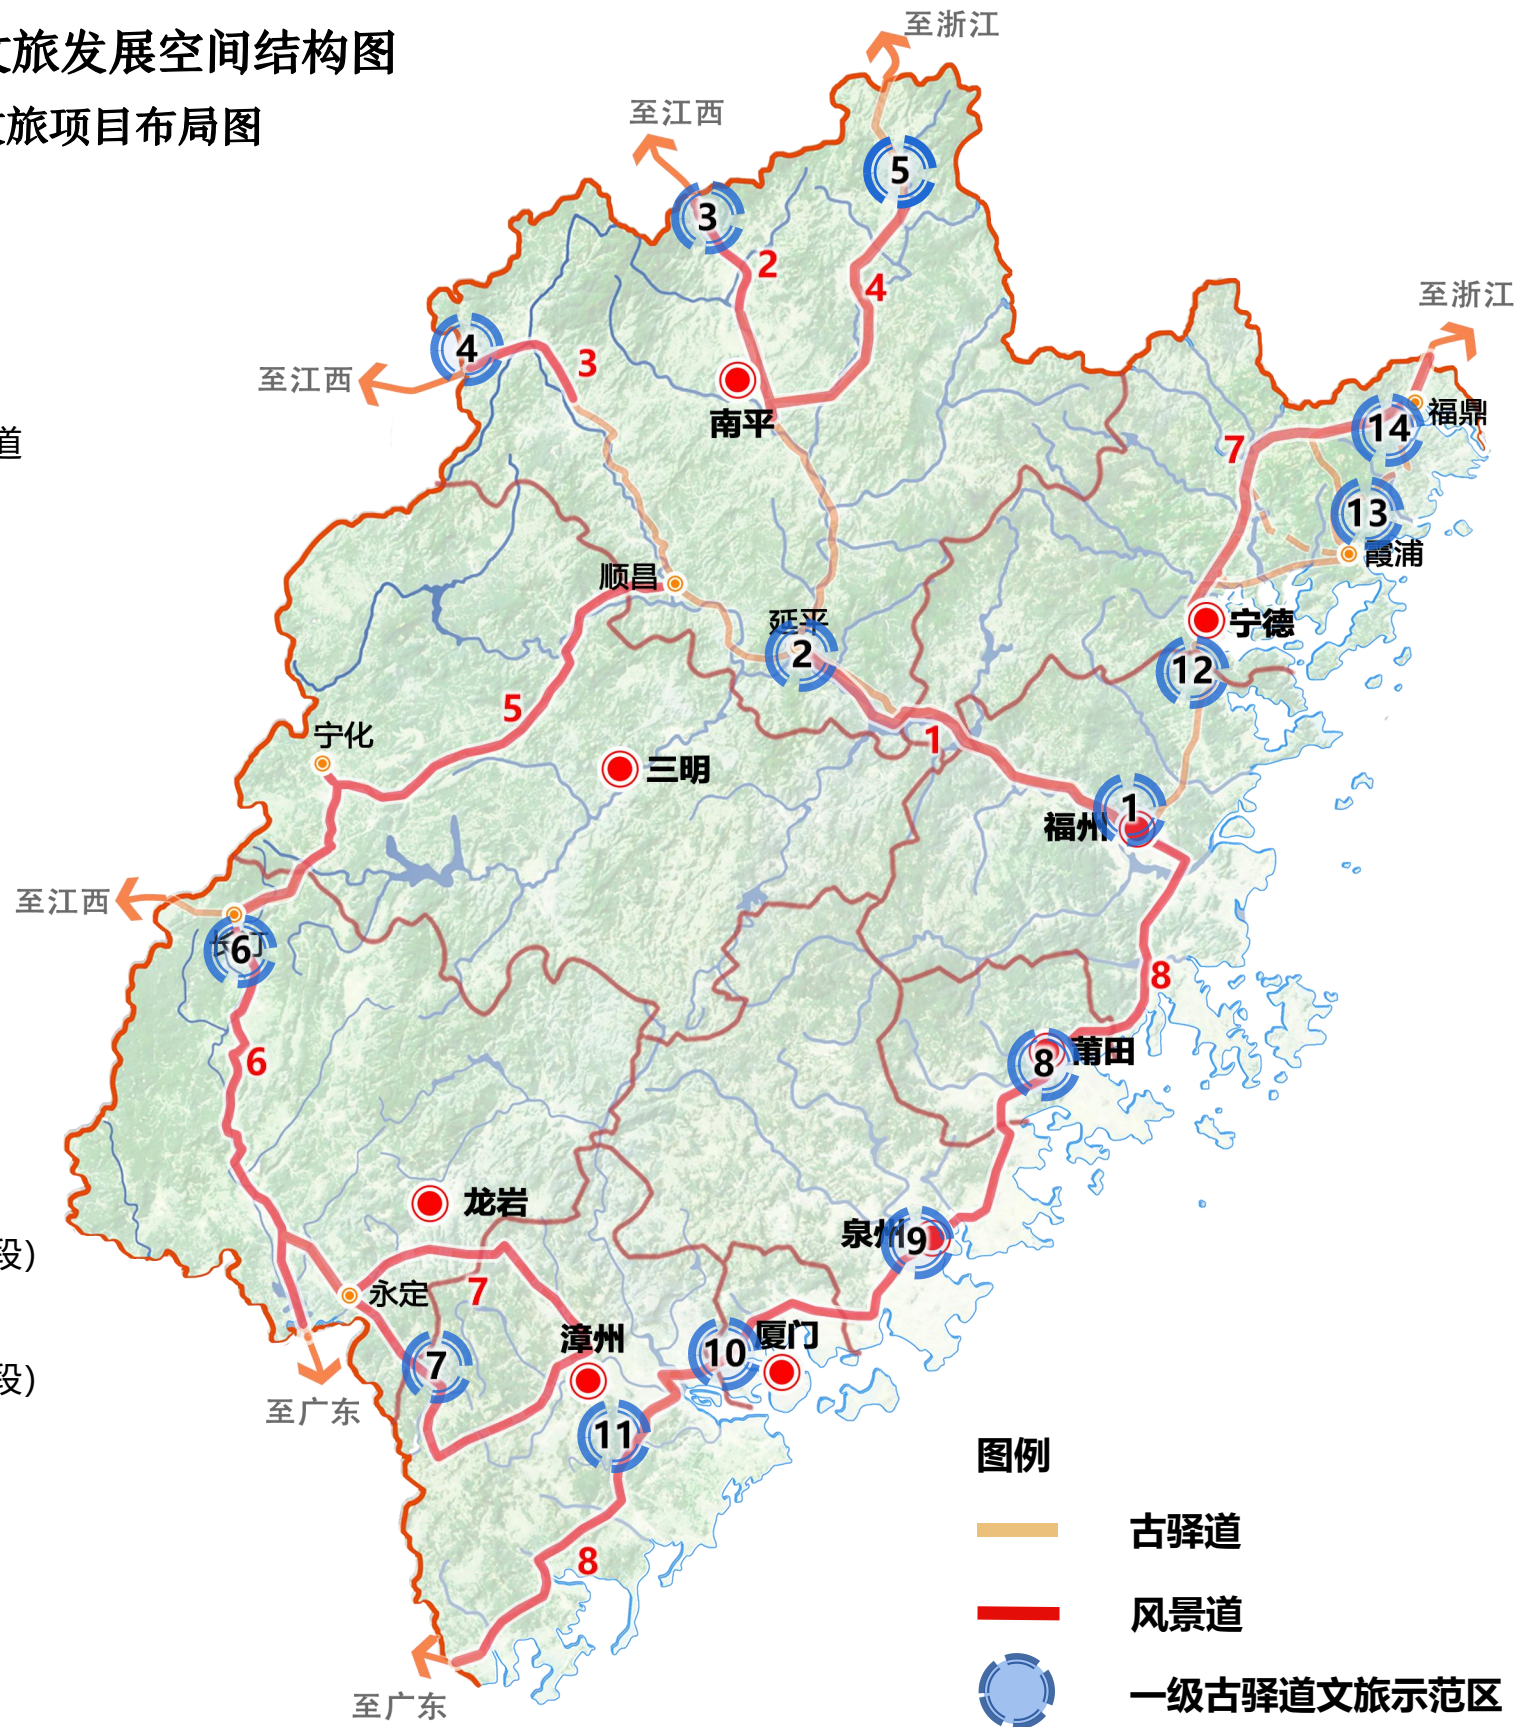 文旅发展空间结构图
文旅项目布局图
至浙江
至江西
5
3
2
4
至浙江
4
至江西
3
南平
道
14
福鼎
7
13
霞浦
顺昌
延平
宁德
2
12
5
宁化
1
三明
1
福州
至江西
长汀
6
8
6
莆田
8
龙岩
泉州
9
段）
永定
7
漳州
厦门
10
7
段）
至广东
11
图例
古驿道
8
风景道
至广东
一级古驿道文旅示范区